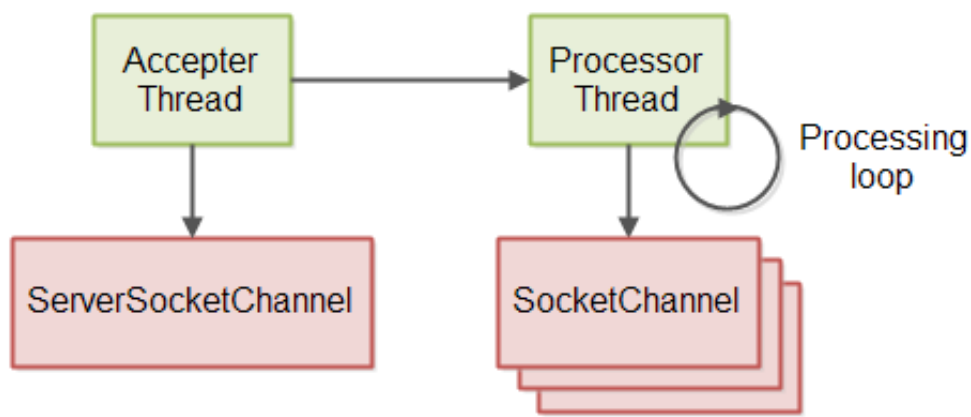 Accepter
Thread
Processor
Thread
Processing
loop
ServerSocketChannel
SocketChannel